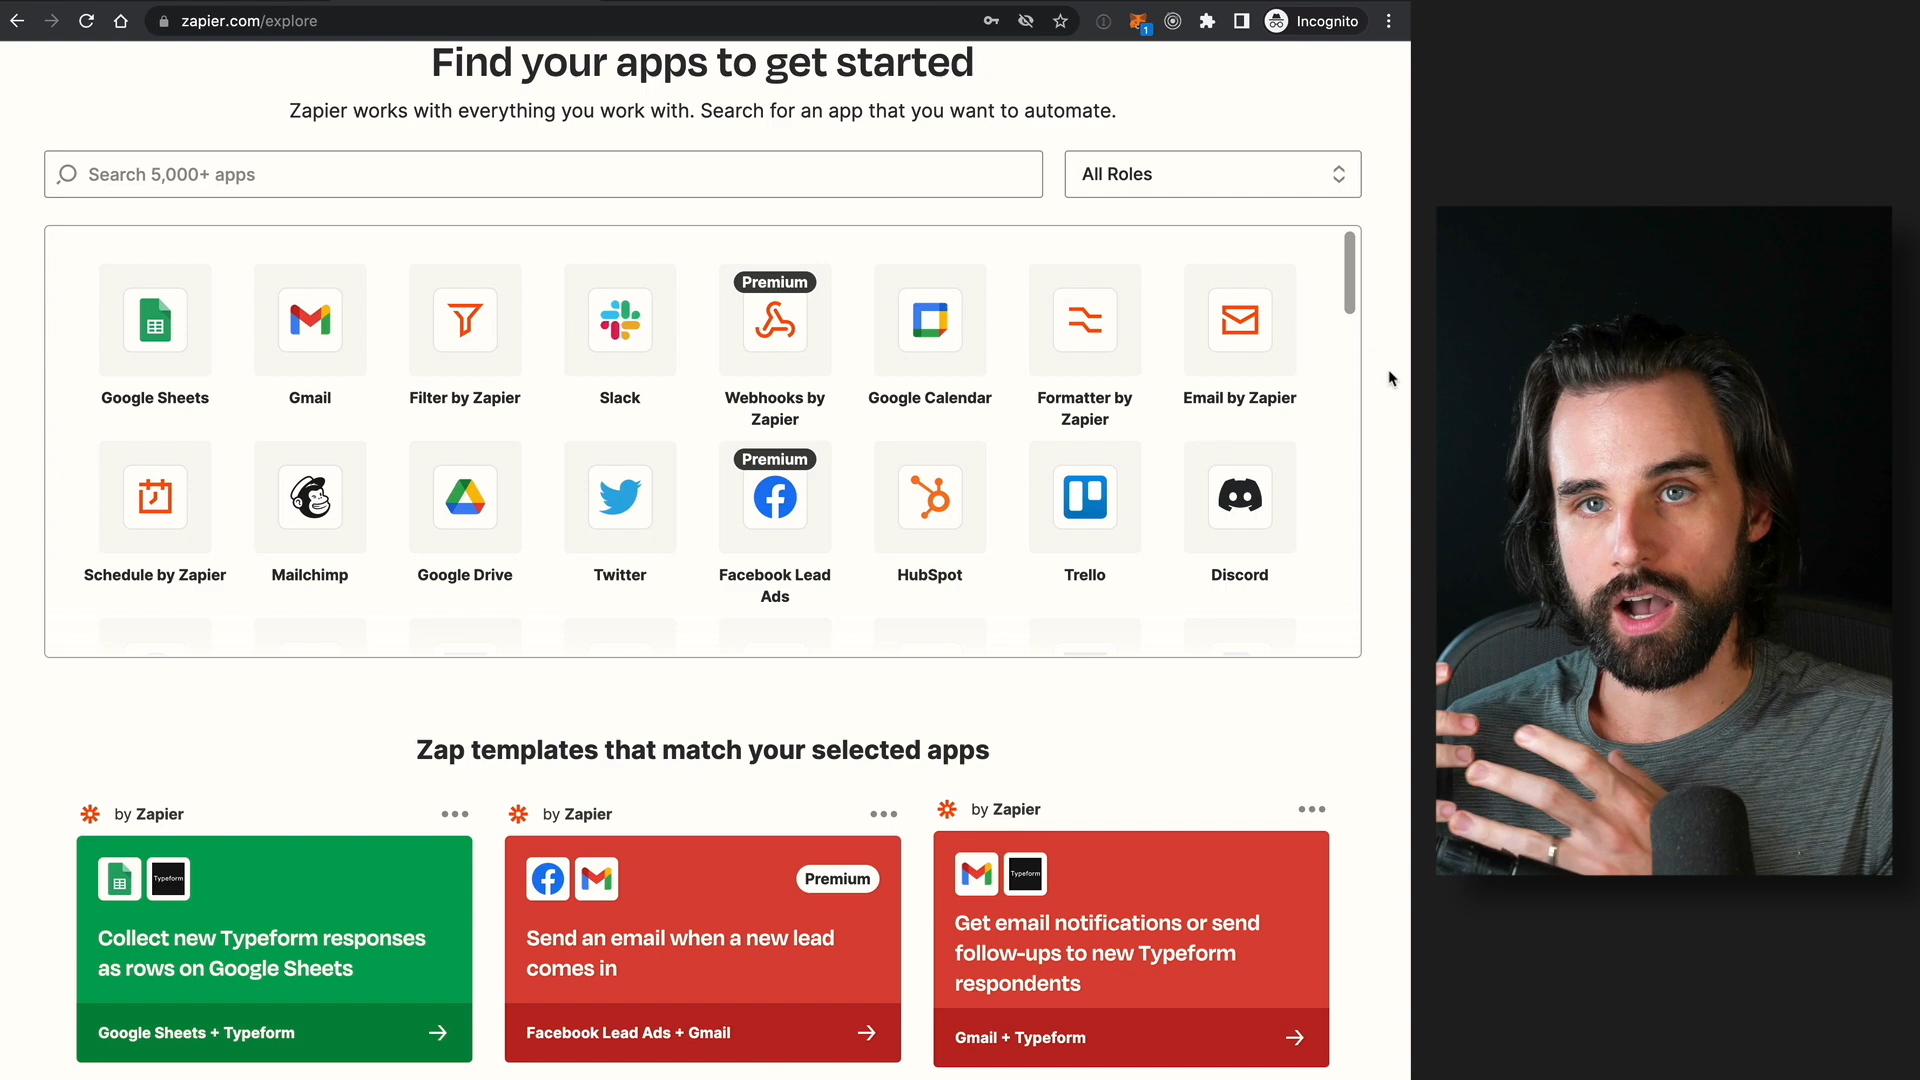 zapier.com/explore
1
Incognito
Find your apps to get started
Zapier works with everything you work with. Search for an app that you want to automate.
Search 5,000+ apps
All Roles
Premium
Google Sheets
Gmail
Filter by Zapier
Slack
Webhooks by
Zapier
Google Calendar
Formatter by
Zapier
Email by Zapier
Premium
Schedule by Zapier
Mailchimp
Google Drive
Twitter
Facebook Lead
Ads
HubSpot
Trello
Discord
Zap templates that match your selected apps
by Zapier
Typeform
Collect new Typeform responses
as rows on Google Sheets
Google Sheets + Typeform
by Zapier
Premium
Send an email when a new lead
comes in
Facebook Lead Ads + Gmail
by Zapier
Typeform
Get email notifications or send
follow-ups to new Typeform
respondents
Gmail + Typeform